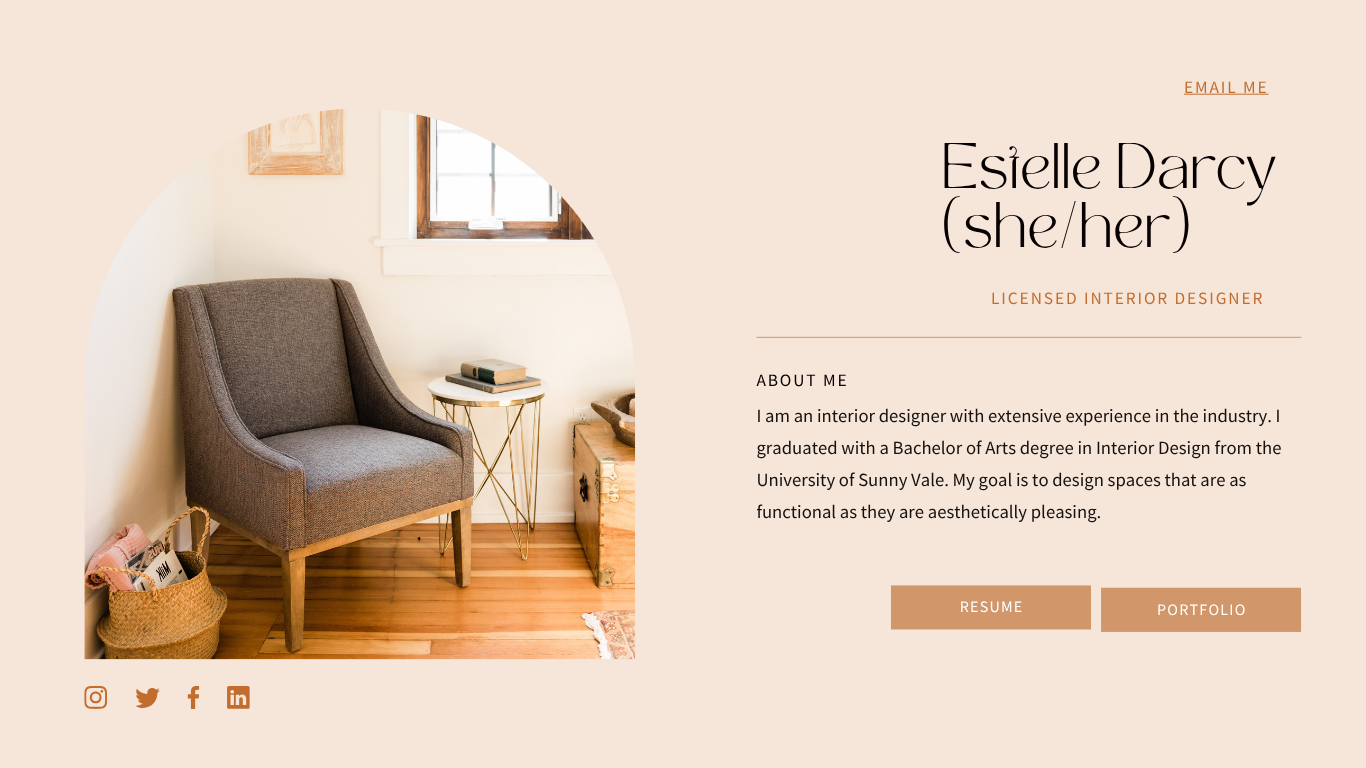 EMAIL ME
Estelle Darcy
(she/her)
LICENSED INTERIOR DESIGNER
ABOUT ME
I am an interior designer with extensive experience in the industry. I
graduated with a Bachelor of Arts degree in Interior Design from the
University of Sunny Vale. My goal is to design spaces that are as
functional as they are aesthetically pleasing.
RESUME
PORTFOLIO